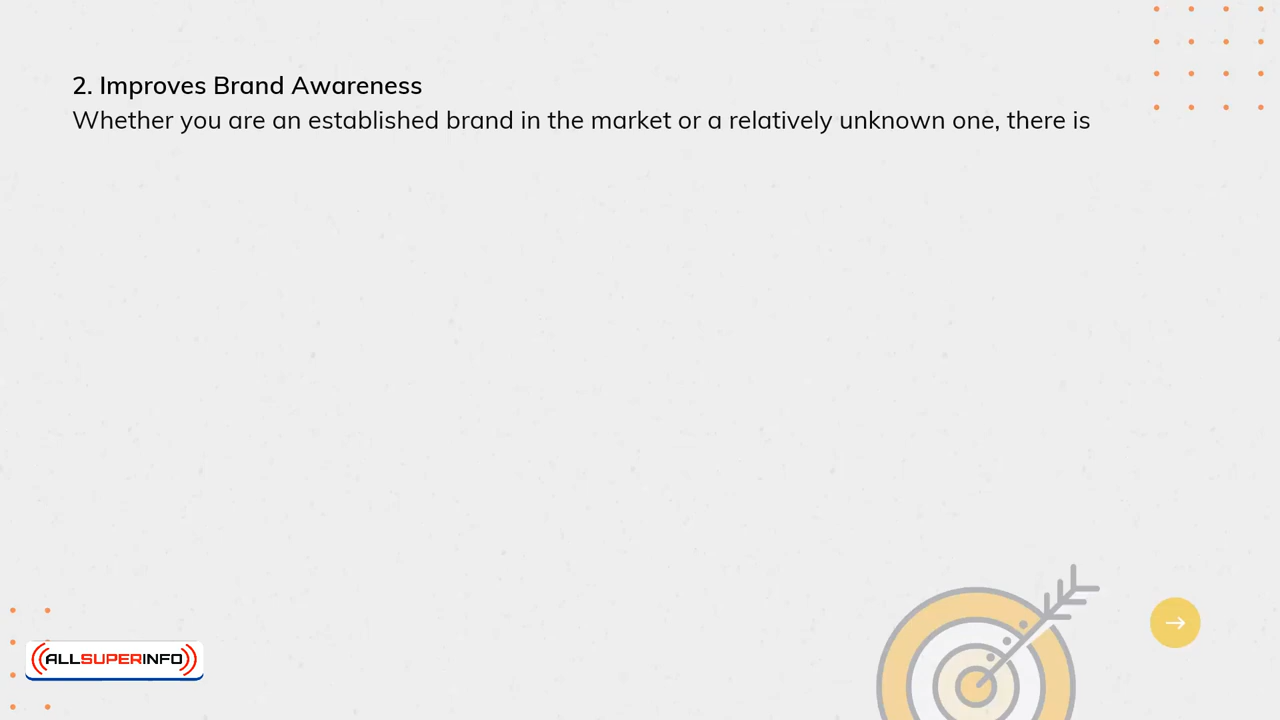 2. Improves Brand Awareness
Whether you are an established brand in the market or a relatively unknown one, there is
ALLSUPERINFO